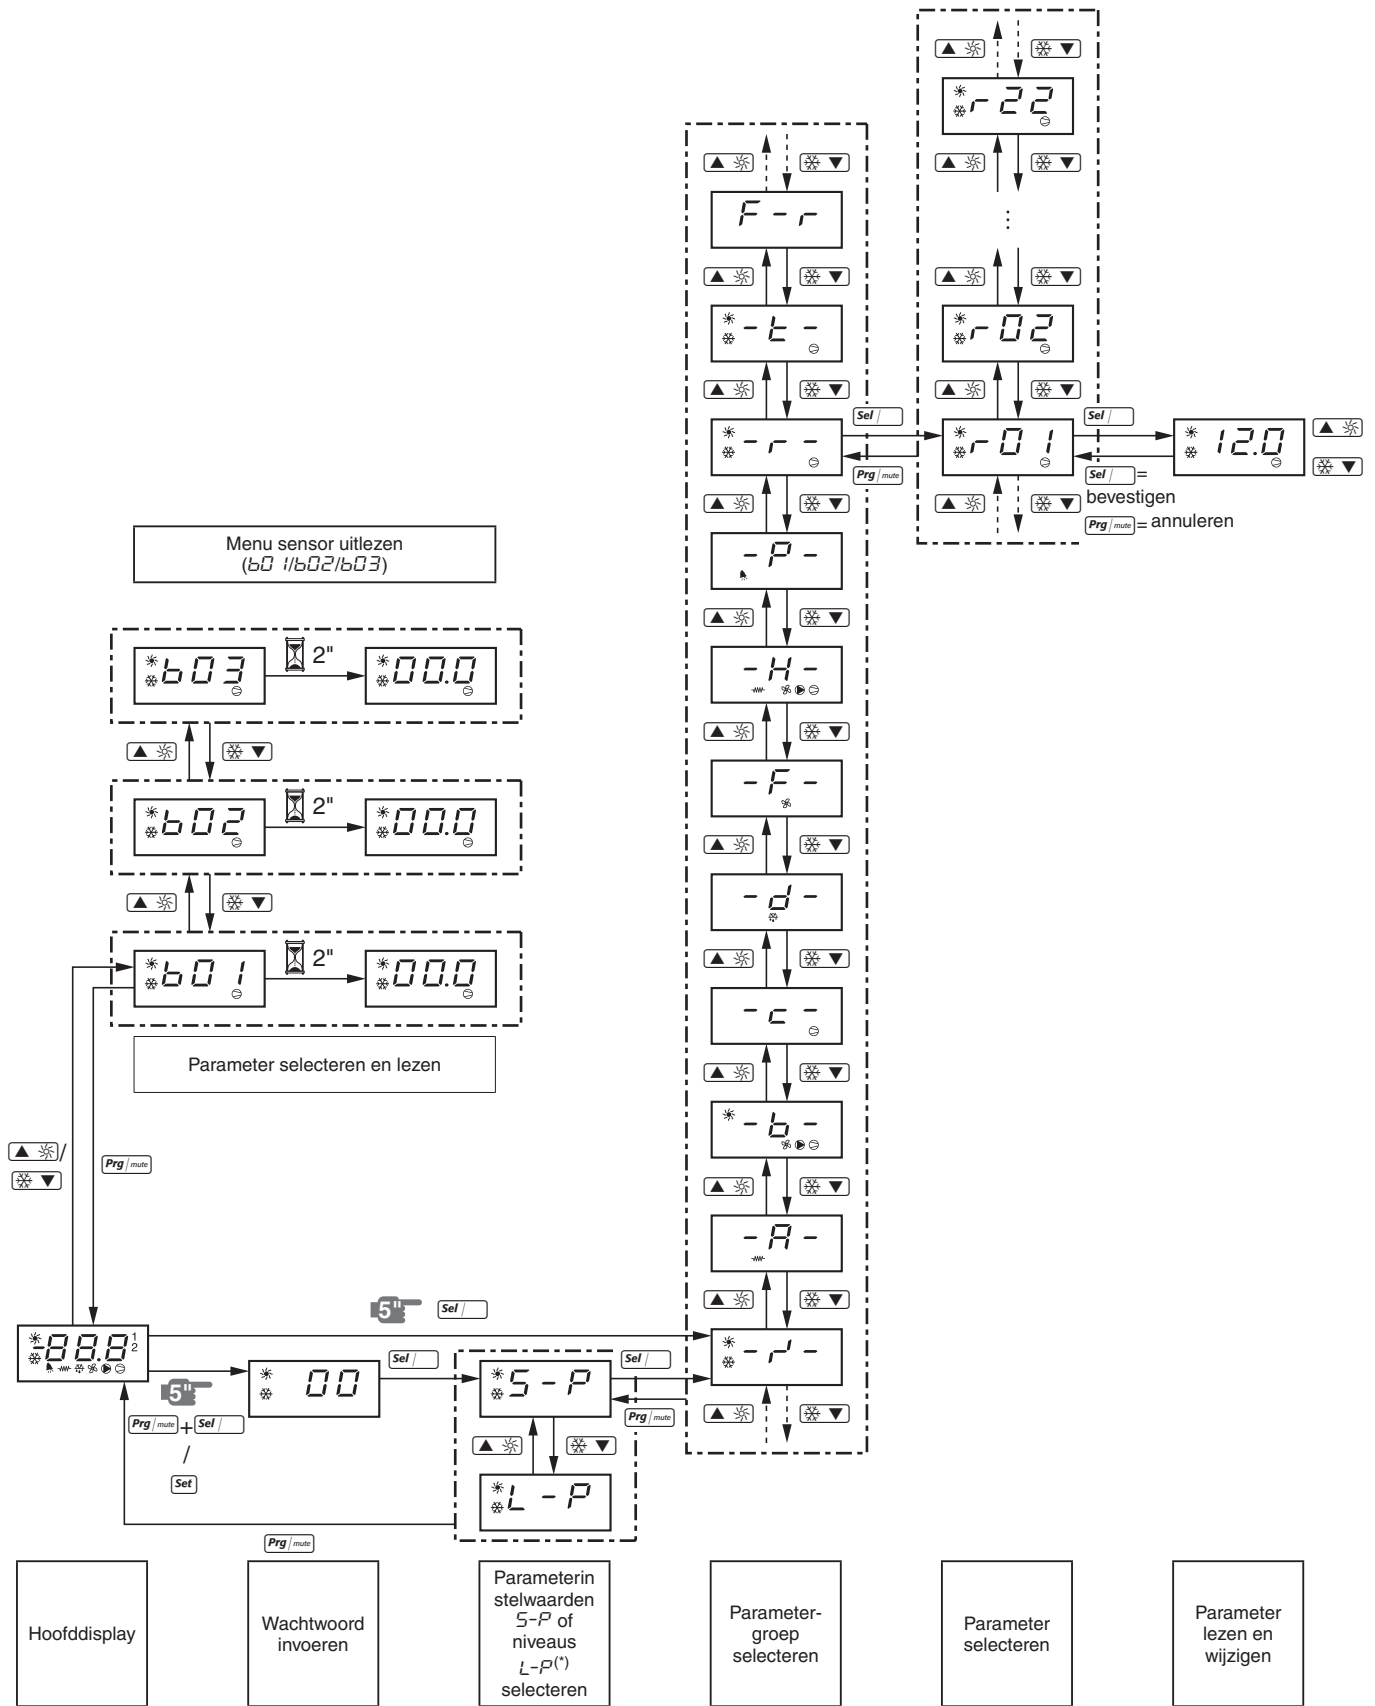 r22
F-r
-t-
r02
Sel
Sel
-r-
r01
12.0
Prg/mute
Sel = bevestigen
Prg/mute = annuleren
-P-
Menu sensor uitlezen
(b01/b02/b03)
b03
2"
00.0
-H-
b02
2"
00.0
-F-
-d-
b01
2"
00.0
-c-
Parameter selecteren en lezen
-b-
/
Prg/mute
-A-
5"
Sel
-88.8
1
2
-/-
00
Sel
S-P
Sel
5"
Prg/mute + Sel
/
Set
Prg/mute
L-P
Prg/mute
Hoofddisplay
Wachtwoord
invoeren
Parameterin
stelwaarden
S-P of
niveaus
L-P(*)
selecteren
Parameter-
groep
selecteren
Parameter
selecteren
Parameter
lezen en
wijzigen